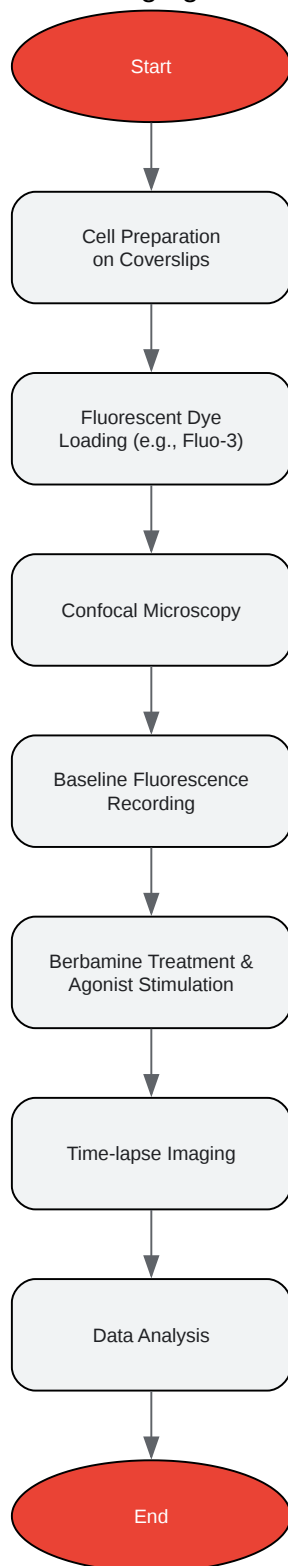 Start
Cell Preparation
on Coverslips
Fluorescent Dye
Loading (e.g., Fluo-3)
Confocal Microscopy
Baseline Fluorescence
Recording
Berbamine Treatment &
Agonist Stimulation
Time-lapse Imaging
Data Analysis
End